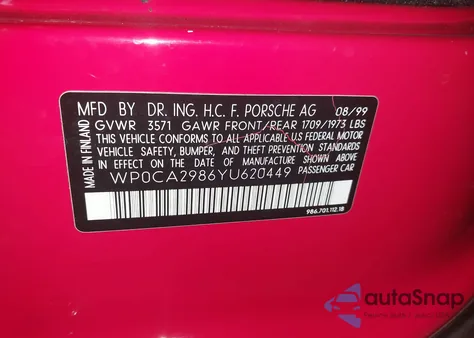 MFD BY DR. ING. H.C. F. PORSCHE AG 08/99
MADE IN FINLAND
GVWR 3571 GAWR FRONT/REAR 1709/1973 LBS
THIS VEHICLE CONFORMS TO ALL APPLICABLE U.S FEDERAL MOTOR
VEHICLE SAFETY, BUMPER, AND THEFT PREVENTION STANDARDS
IN EFFECT ON THE DATE OF MANUFACTURE SHOWN ABOVE.
WP0CA2986YU620449 PASSENGER CAR
986.701.112.18
autoSnap